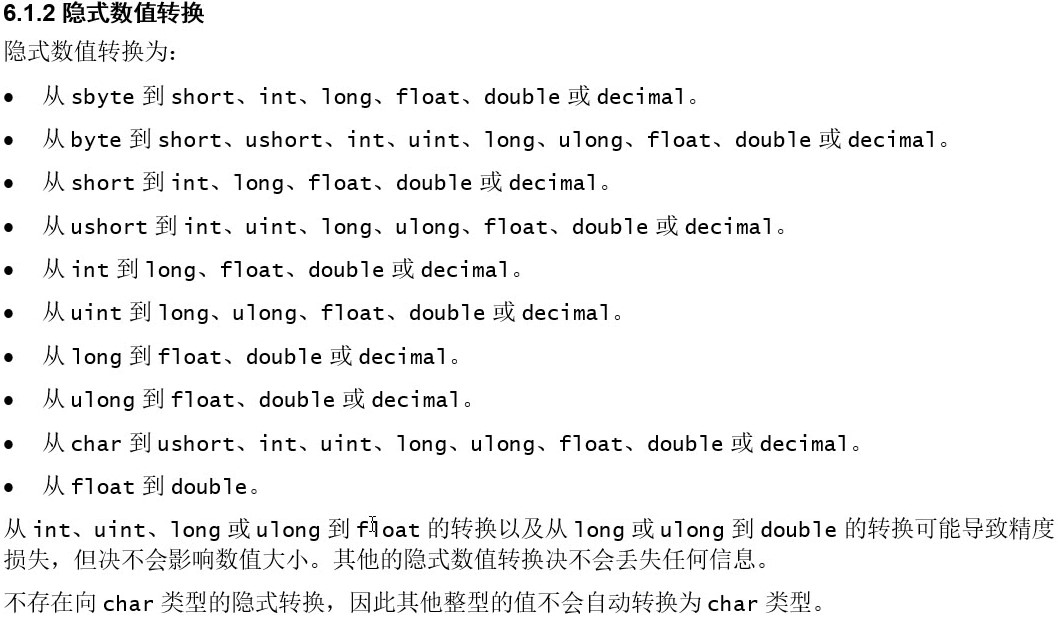 6.1.2 隐式数值转换
隐式数值转换为:
• 从 sbyte 到 short、int、long、float、double 或 decimal。
• 从 byte 到 short、ushort、int、uint、long、ulong、float、double 或 decimal。
• 从 short 到 int、long、float、double 或 decimal。
• 从 ushort 到 int、uint、long、ulong、float、double 或 decimal。
• 从 int 到 long、float、double 或 decimal。
• 从 uint 到 long、ulong、float、double 或 decimal。
• 从 long 到 float、double 或 decimal。
• 从 ulong 到 float、double 或 decimal。
• 从 char 到 ushort、int、uint、long、ulong、float、double 或 decimal。
• 从 float 到 double。
从 int、uint、long 或 ulong 到 float 的转换以及从 long 或 ulong 到 double 的转换可能导致精度
损失，但决不会影响数值大小。其他的隐式数值转换决不会丢失任何信息。
不存在向 char 类型的隐式转换，因此其他整型的值不会自动转换为 char 类型。